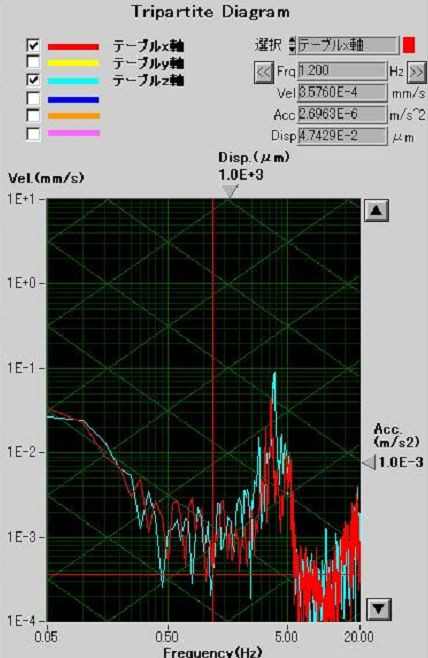 Tripartite Diagram
テーブルx軸
テーブルy軸
テーブルz軸
選択 テーブルx軸
<< Frq 1.200 Hz >>
Vel 3.5760E-4 mm/s
Acc 2.6963E-6 m/s^2
Disp 4.7429E-2 μm
Disp.(μm)
1.0E+3
Vel.(mm/s)
1E+1
1E+0
1E-1
1E-2
1E-3
1E-4
Acc.
(m/s2)
1.0E-3
0.05 0.50 5.00 20.00
Frequency(Hz)